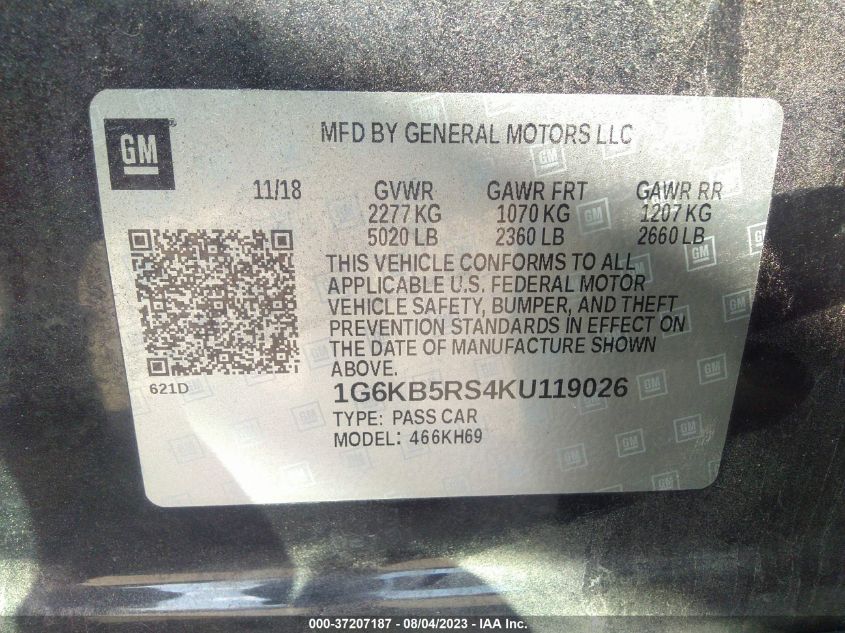 GM
MFD BY GENERAL MOTORS LLC
11/18 GVWR GAWR FRT GAWR RR
2277 KG 1070 KG 1207 KG
5020 LB 2360 LB 2660 LB
THIS VEHICLE CONFORMS TO ALL
APPLICABLE U.S. FEDERAL MOTOR
VEHICLE SAFETY, BUMPER, AND THEFT
PREVENTION STANDARDS IN EFFECT ON
THE DATE OF MANUFACTURE SHOWN
ABOVE.
621D
1G6KB5RS4KU119026
TYPE: PASS CAR
MODEL: 466KH69
000-37207187 - 08/04/2023 - IAA Inc.